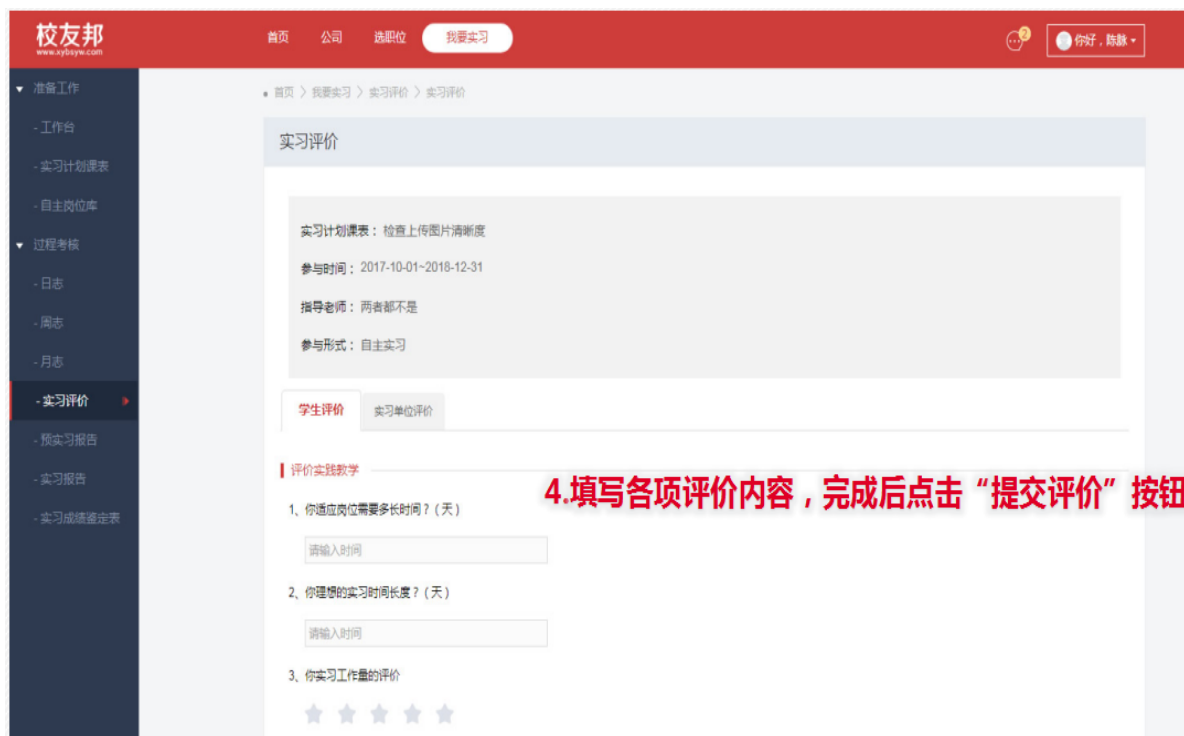 校友邦
www.xybsyw.com
首页 公司 选职位 我要实习
2
你好，陈脉
准备工作
- 工作台
- 实习计划课表
- 自主岗位库
过程考核
- 日志
- 周志
- 月志
- 实习评价
- 预实习报告
- 实习报告
- 实习成绩鉴定表
首页 〉 我要实习 〉 实习评价 〉 实习评价
实习评价
实习计划课表： 检查上传图片清晰度
参与时间： 2017-10-01~2018-12-31
指导老师： 两者都不是
参与形式： 自主实习
学生评价 实习单位评价
评价实践教学
4.填写各项评价内容，完成后点击“提交评价”按钮
1、你适应岗位需要多长时间？（天）
请输入时间
2、你理想的实习时间长度？（天）
请输入时间
3、你实习工作量的评价